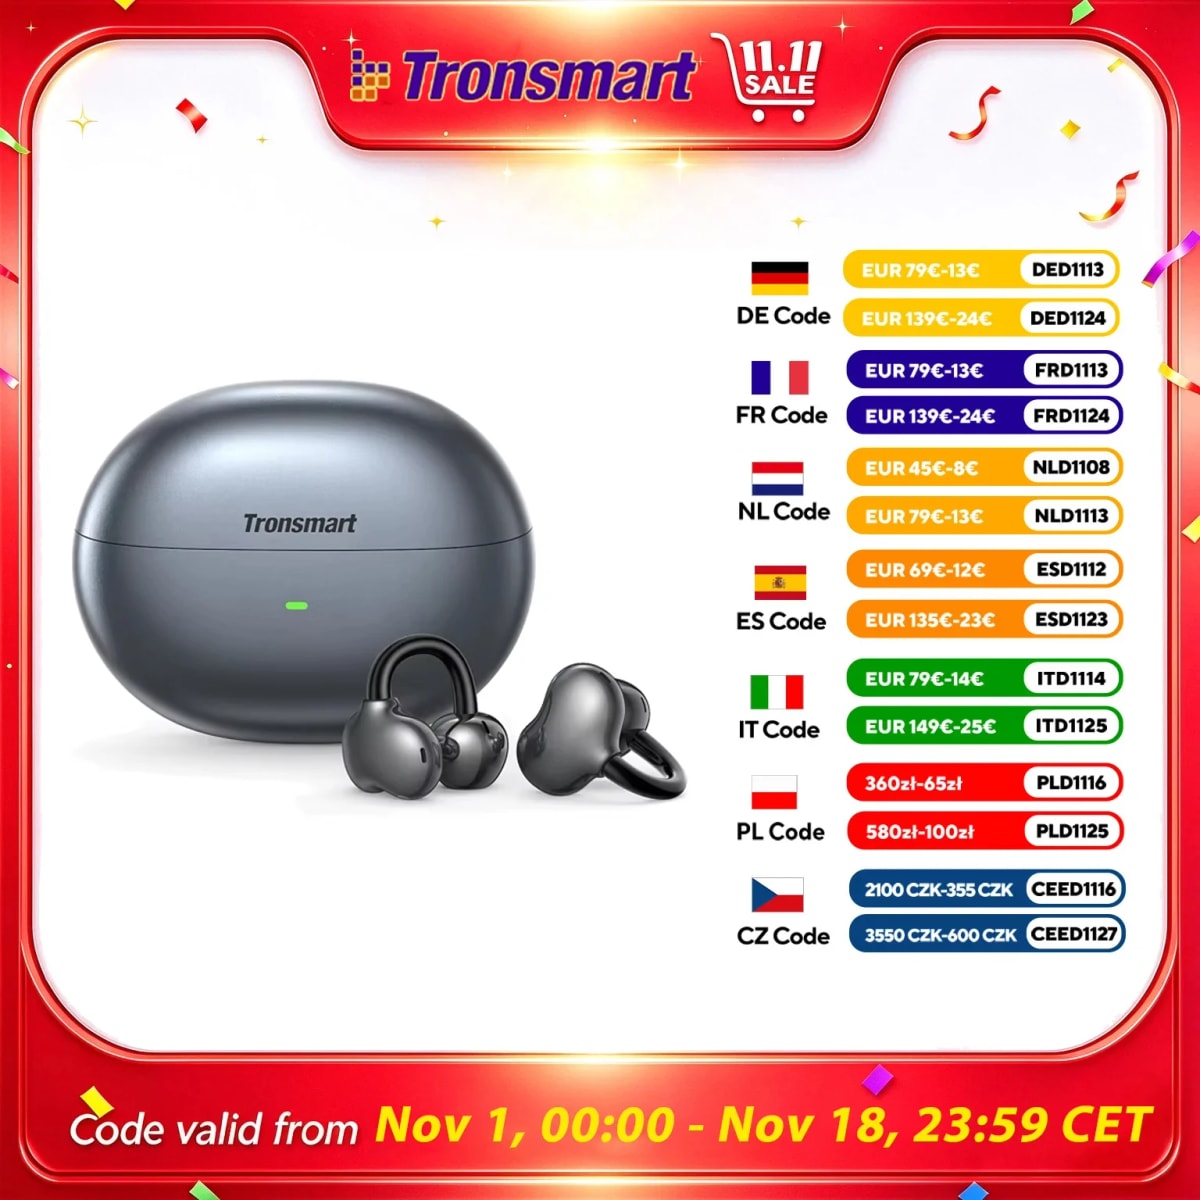 Tronsmart
11.11
SALE
EUR 79€-13€ DED1113
DE Code
EUR 139€-24€ DED1124
EUR 79€-13€ FRD1113
FR Code
EUR 139€-24€ FRD1124
EUR 45€-8€ NLD1108
NL Code
EUR 79€-13€ NLD1113
EUR 69€-12€ ESD1112
ES Code
EUR 135€-23€ ESD1123
EUR 79€-14€ ITD1114
IT Code
EUR 149€-25€ ITD1125
360zł-65zł PLD1116
PL Code
580zł-100zł PLD1125
2100 CZK-355 CZK CEED1116
CZ Code
3550 CZK-600 CZK CEED1127
Tronsmart
Code valid from Nov 1, 00:00 - Nov 18, 23:59 CET